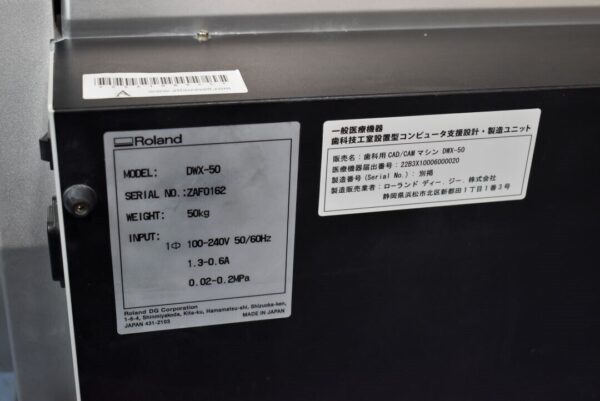 Roland
MODEL: DWX-50
SERIAL NO.: ZAF0162
WEIGHT: 50kg
INPUT: 1Φ 100-240V 50/60Hz
1.3-0.6A
0.02-0.2MPa
Roland DG Corporation
1-6-4, Shinmiyakoda, Kita-ku, Hamamatsu-shi, Shizuoka-ken,
JAPAN 431-2103 MADE IN JAPAN
一般医療機器
歯科技工室設置型コンピュータ支援設計・製造ユニット
販売名：歯科用 CAD/CAM マシン DWX-50
医療機器届出番号：22B3X10006000020
製造番号 (Serial No.)：別掲
製造販売業者：ローランド ディー．ジー．株式会社
静岡県浜松市北区新都田1丁目1番3号